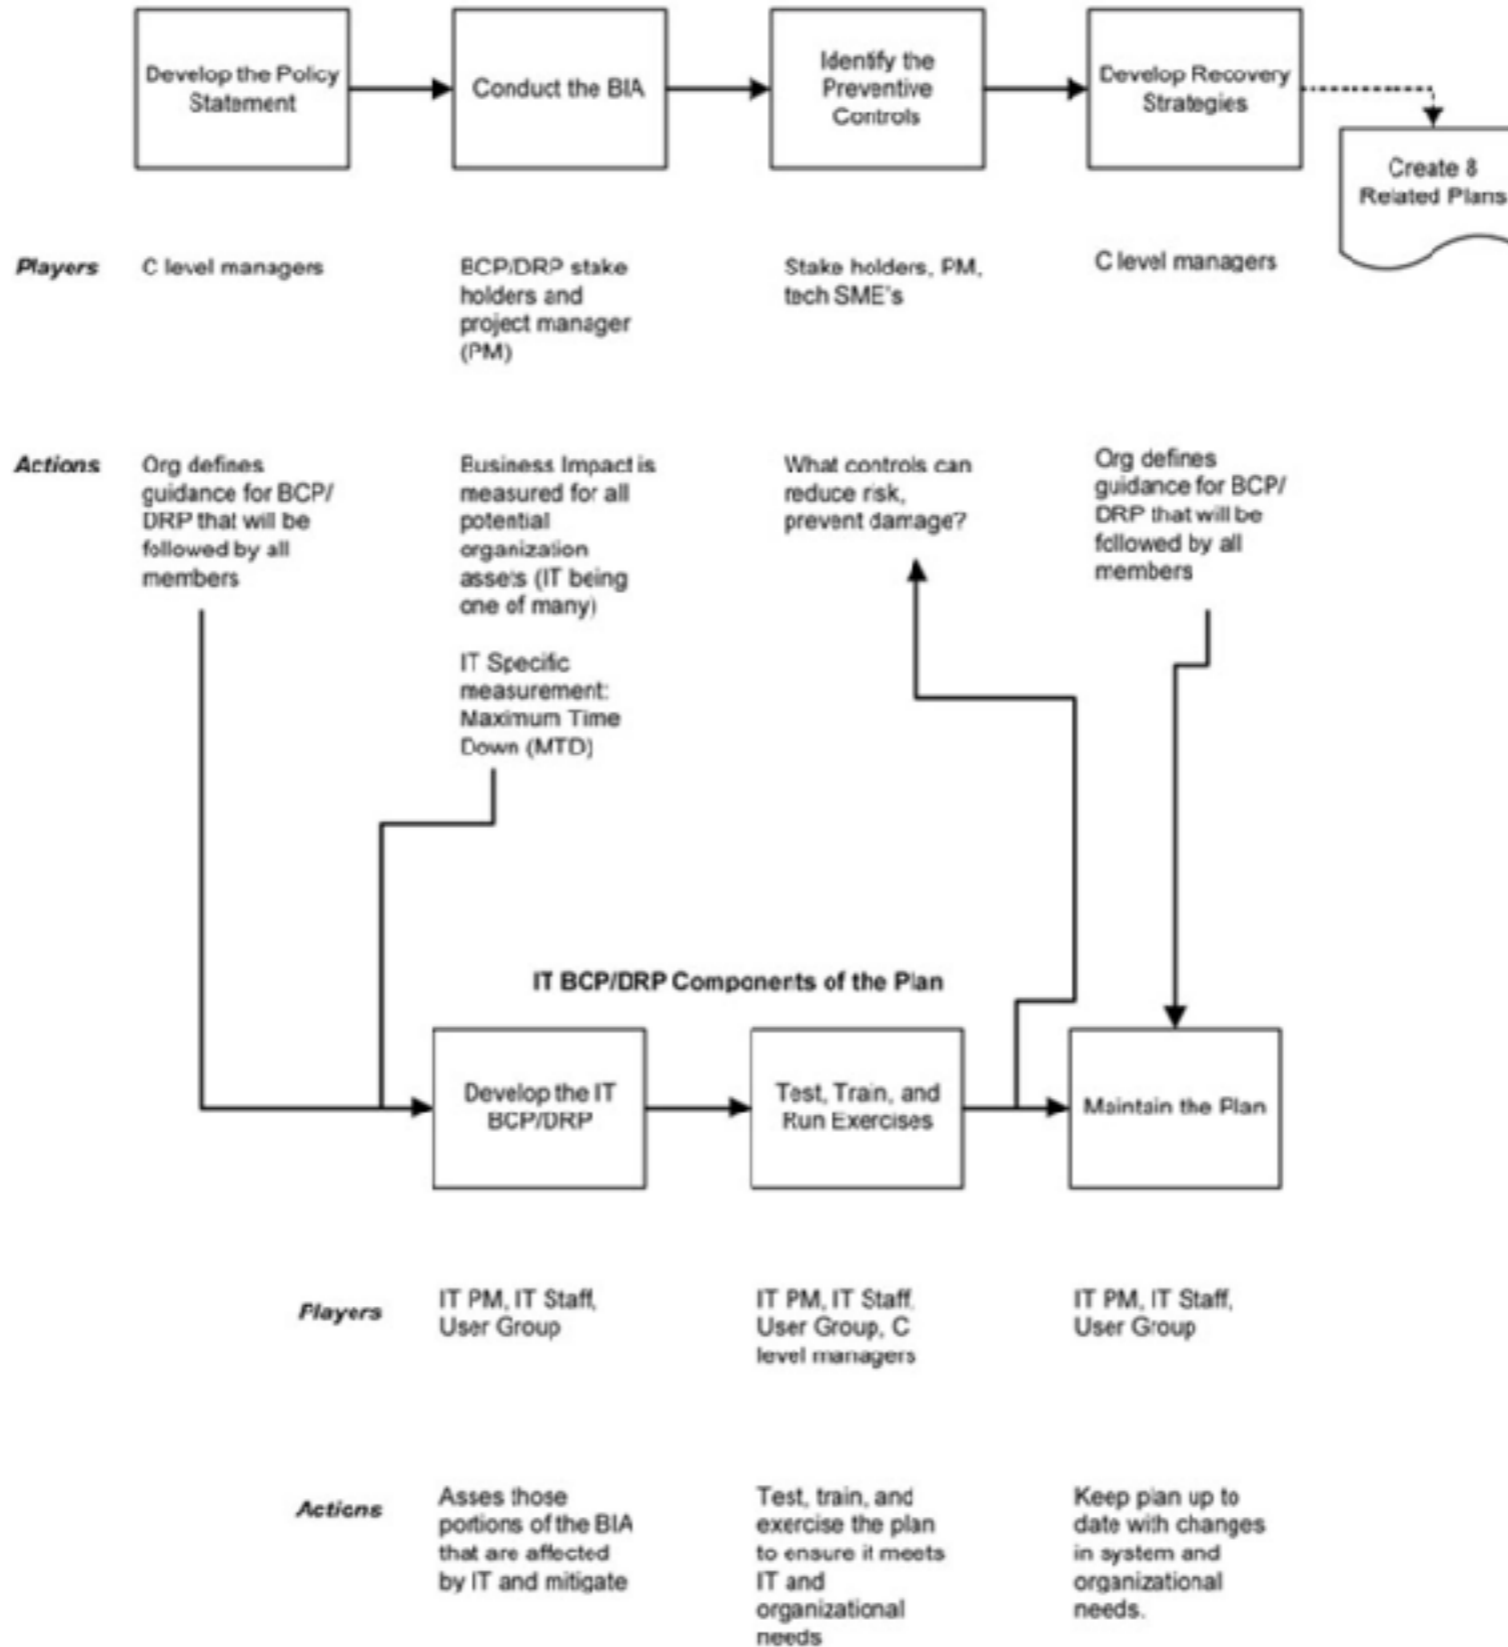 Develop the Policy
Statement
Conduct the BIA
Identify the
Preventive
Controls
Develop Recovery
Strategies
Create 8
Related Plans
Players
C level managers
BCP/DRP stake
holders and
project manager
(PM)
Stake holders, PM,
tech SME's
C level managers
Actions
Org defines
guidance for BCP/
DRP that will be
followed by all
members
Business Impact is
measured for all
potential
organization
assets (IT being
one of many)
IT Specific
measurement:
Maximum Time
Down (MTD)
What controls can
reduce risk,
prevent damage?
Org defines
guidance for BCP/
DRP that will be
followed by all
members
IT BCP/DRP Components of the Plan
Develop the IT
BCP/DRP
Test, Train, and
Run Exercises
Maintain the Plan
Players
IT PM, IT Staff,
User Group
IT PM, IT Staff,
User Group, C
level managers
IT PM, IT Staff,
User Group
Actions
Asses those
portions of the BIA
that are affected
by IT and mitigate
Test, train, and
exercise the plan
to ensure it meets
IT and
organizational
needs
Keep plan up to
date with changes
in system and
organizational
needs.